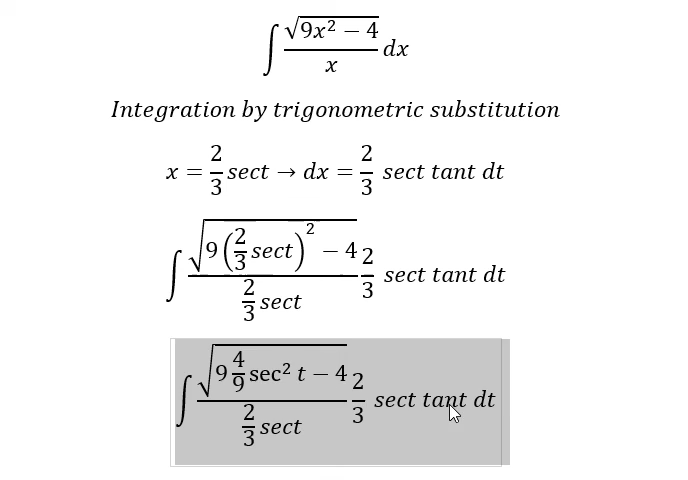 ∫ √(9x² − 4) / x dx
Integration by trigonometric substitution
x = 2/3 sect → dx = 2/3 sect tant dt
∫ √(9(2/3 sect)² − 4) / (2/3 sect) 2/3 sect tant dt
∫ √(9 4/9 sec² t − 4) / (2/3 sect) 2/3 sect tant dt